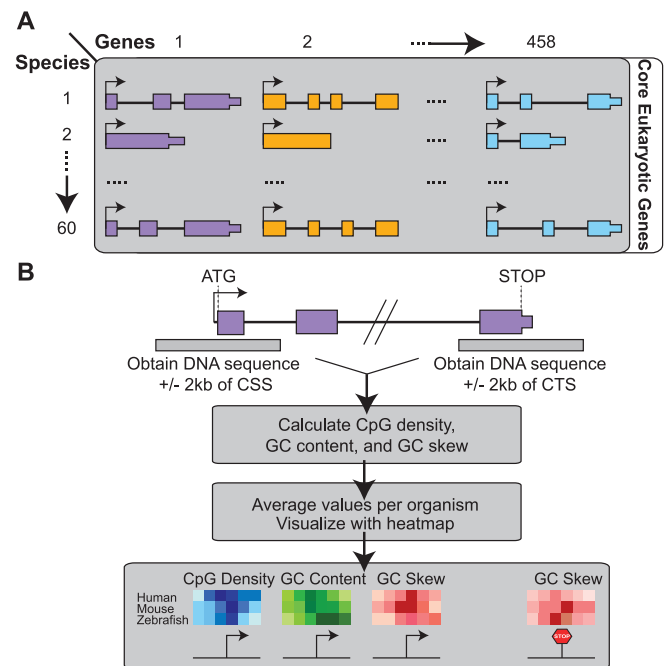 A
Genes 1 2 458
Species
1
2
60
Core Eukaryotic Genes
B
ATG STOP
Obtain DNA sequence
+/- 2kb of CSS
Obtain DNA sequence
+/- 2kb of CTS
Calculate CpG density,
GC content, and GC skew
Average values per organism
Visualize with heatmap
CpG Density GC Content GC Skew GC Skew
Human
Mouse
Zebrafish
STOP